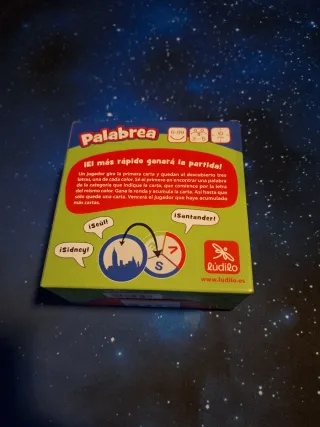 Palabrea
¡El más rápido ganará la partida!
Un jugador gira la primera carta y quedan al descubierto tres
letras, una de cada color. Sé el primero en encontrar una palabra
de la categoría que indique la carta, que comience por la letra
del mismo color. Gana la ronda y acumula la carta. Así hasta que
sólo quede una carta. Vencerá el jugador que haya acumulado
más cartas.
¡Seúl!
¡Santander!
¡Sidney!
7
S
lúdilo
www.ludilo.es